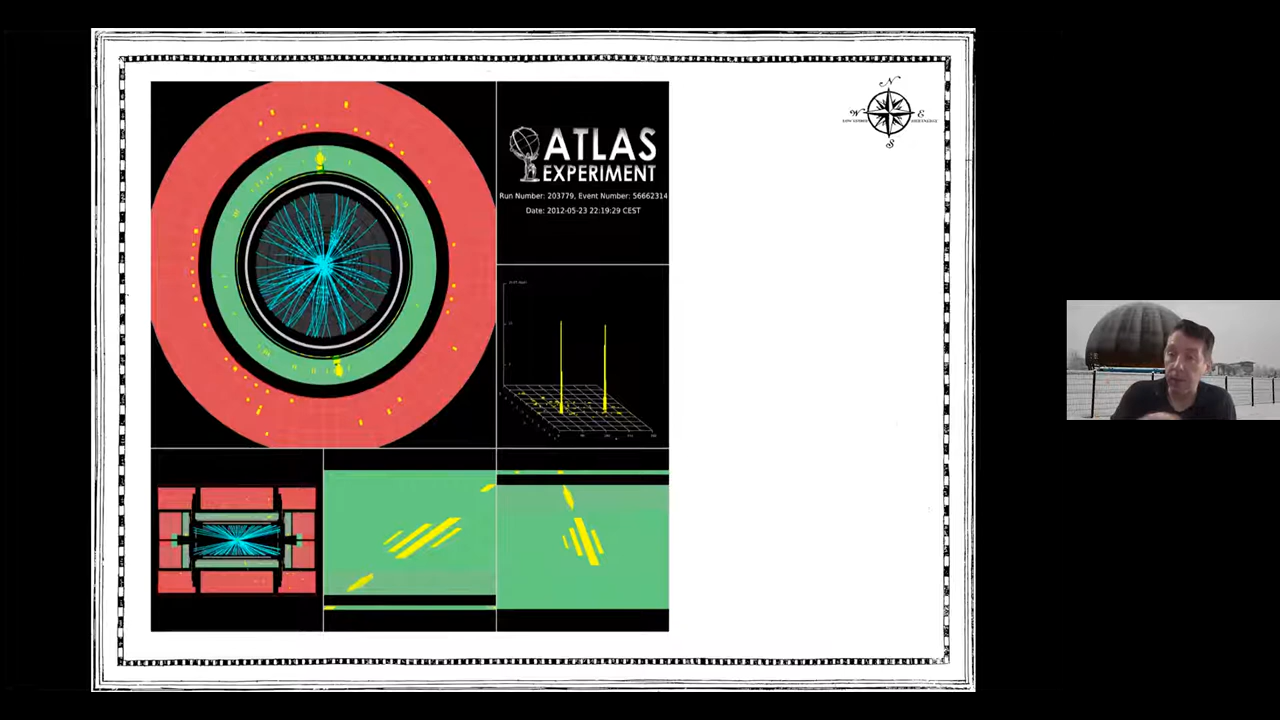 ATLAS
EXPERIMENT
Run Number: 203779, Event Number: 56662314
Date: 2012-05-23 22:19:29 CEST
N
W
E
S